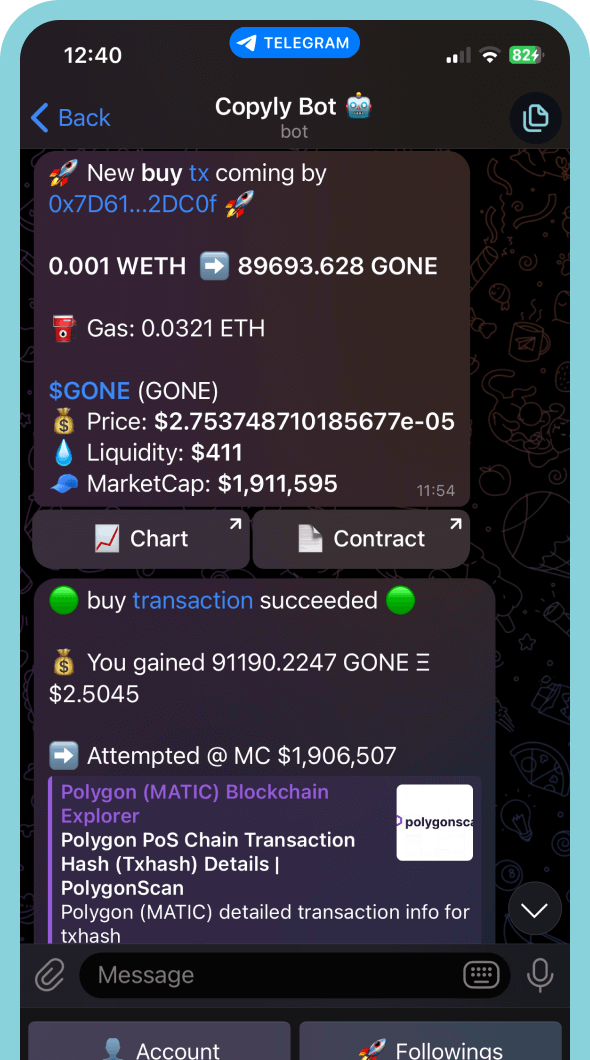 12:40
TELEGRAM
82
Back
Copyly Bot 🤖
bot
🚀 New buy tx coming by
0x7D61...2DC0f 🚀
0.001 WETH ➡️ 89693.628 GONE
⛽ Gas: 0.0321 ETH
$GONE (GONE)
💰 Price: $2.753748710185677e-05
💧 Liquidity: $411
🧢 MarketCap: $1,911,595
11:54
📈 Chart
📄 Contract
🟢 buy transaction succeeded 🟢
💰 You gained 91190.2247 GONE Ξ
$2.5045
➡️ Attempted @ MC $1,906,507
Polygon (MATIC) Blockchain
Explorer
polygonsca
Polygon PoS Chain Transaction
Hash (Txhash) Details |
PolygonScan
Polygon (MATIC) detailed transaction info for
txhash
Message
👤 Account
🚀 Followings